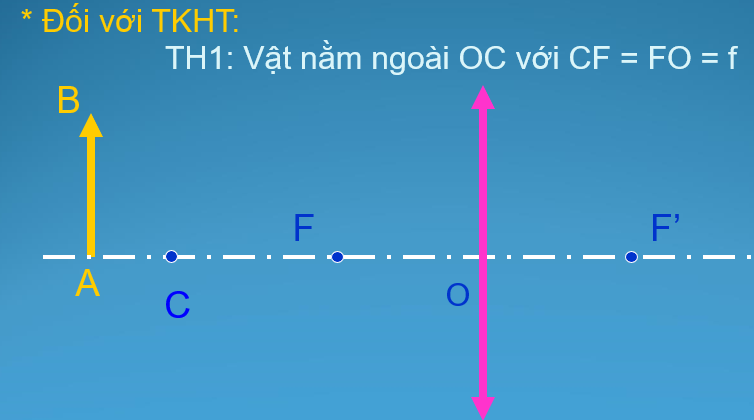 * Đối với TKHT:
TH1: Vật nằm ngoài OC với CF = FO = f
B
F
F’
A
C
O